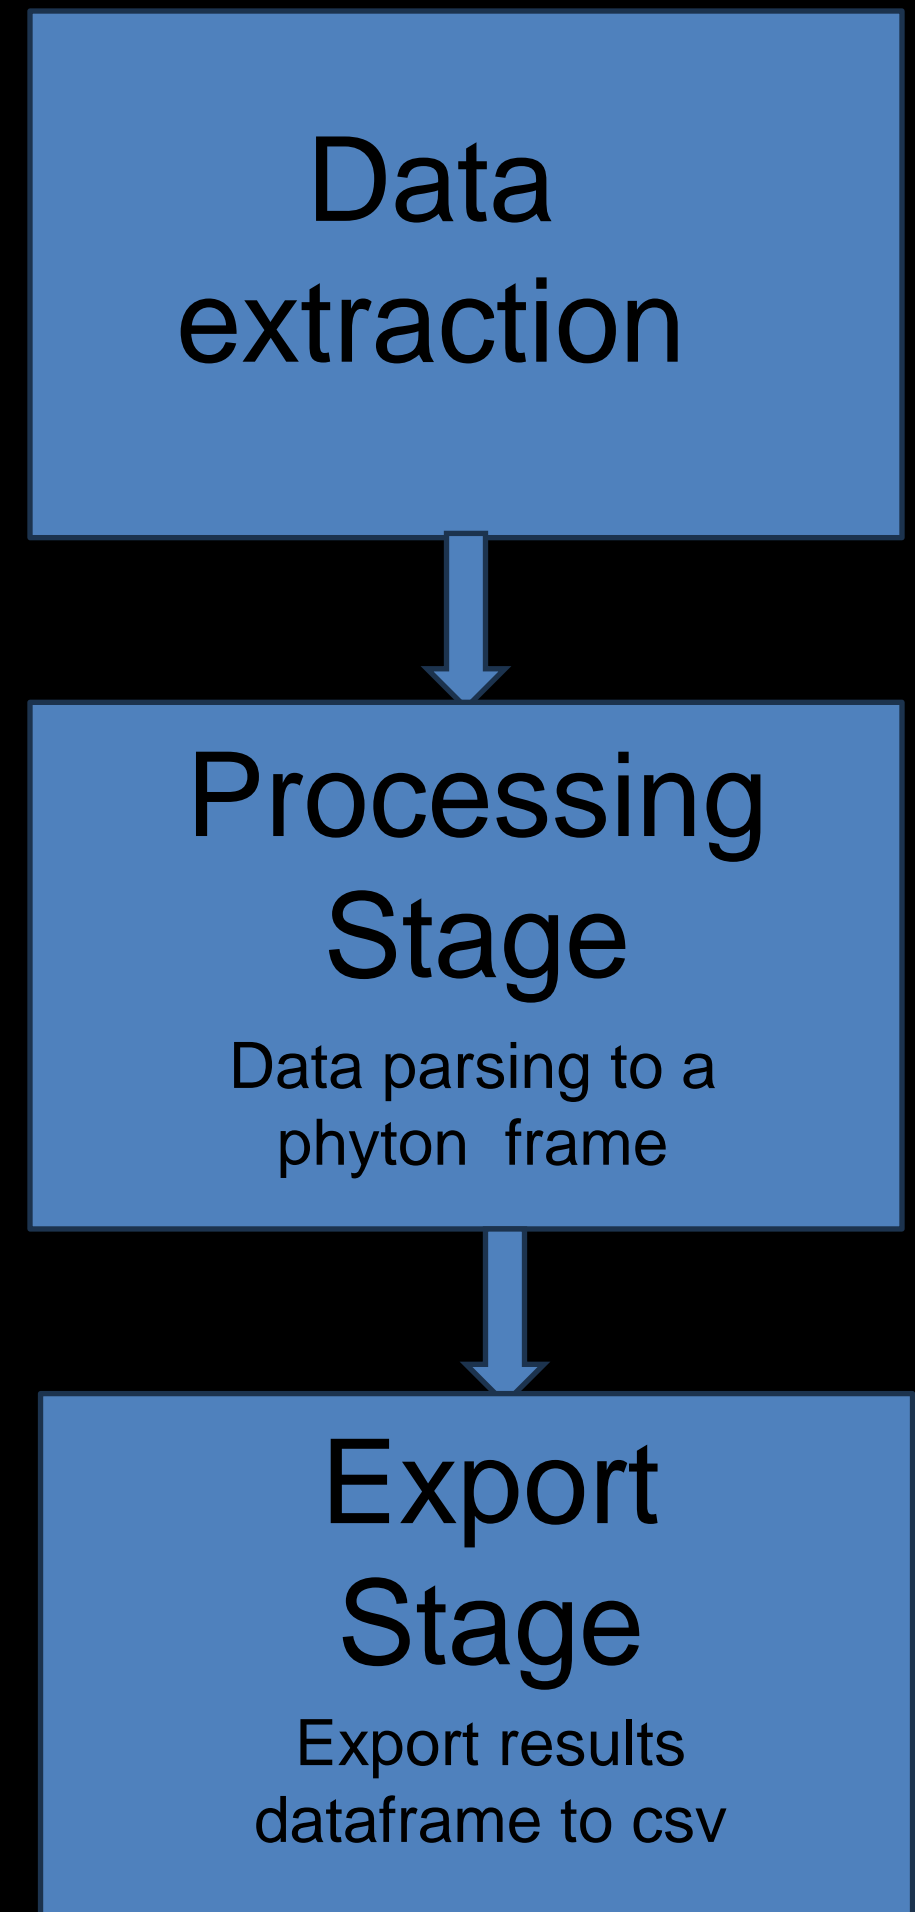 Data
extraction
Processing
Stage
Data parsing to a
phyton  frame
Export
Stage
Export results
dataframe to csv